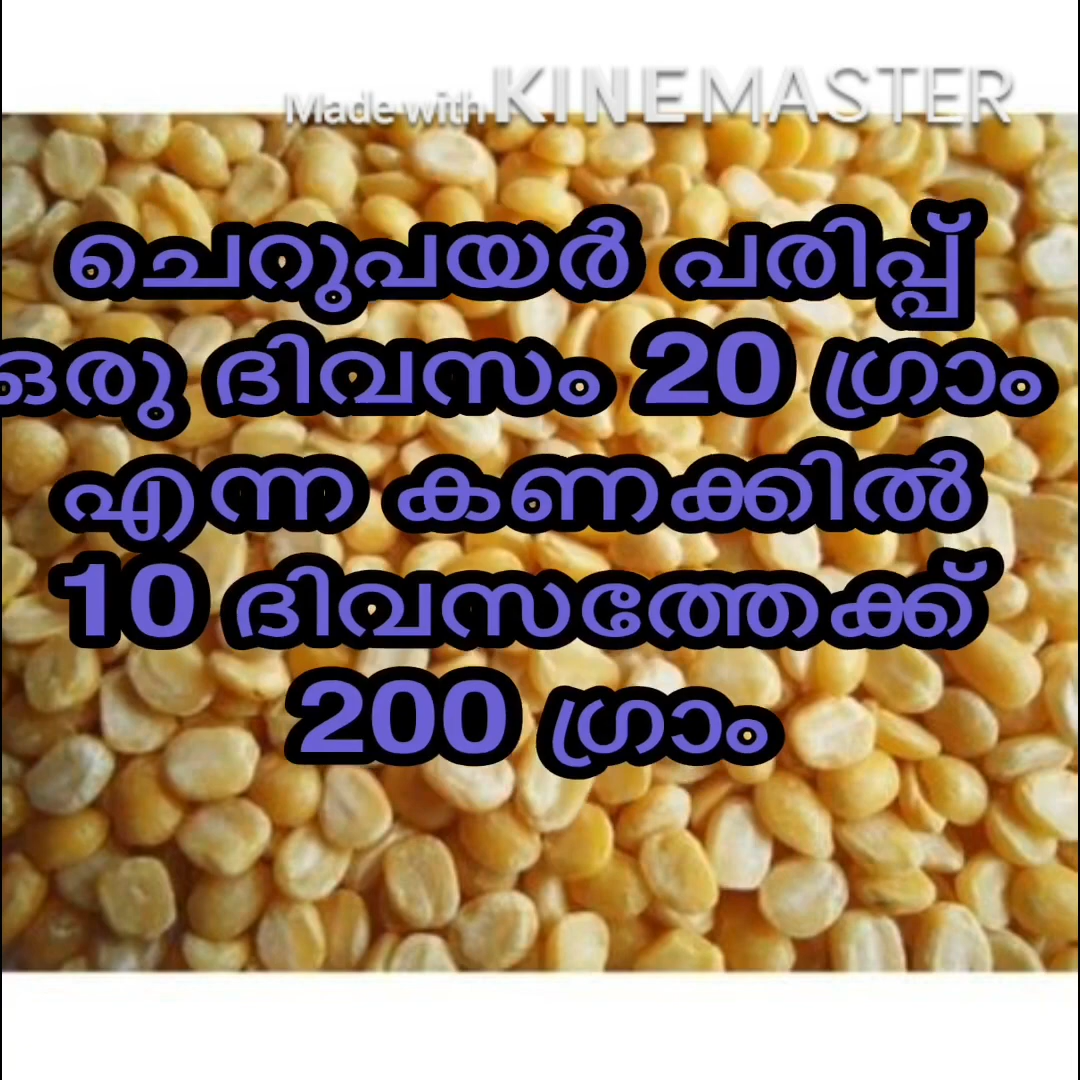 Made with KINEMASTER
ചെറുപയർ പരിപ്പ്
ഒരു ദിവസം 20 ഗ്രാം
എന്ന കണക്കിൽ
10 ദിവസത്തേക്ക്
200 ഗ്രാം